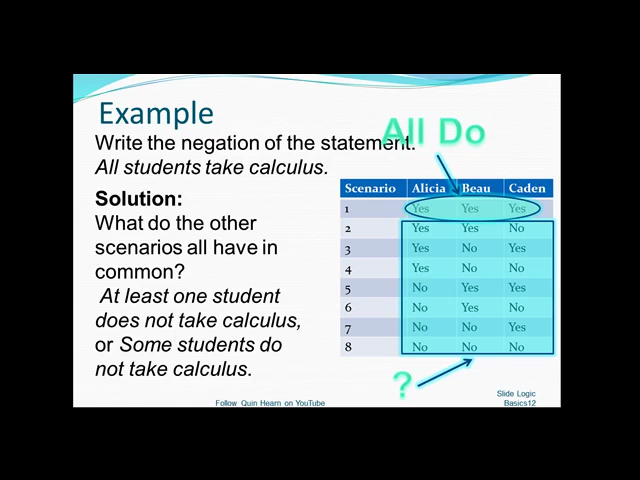 Example
All Do
Write the negation of the statement.
All students take calculus.
Solution:
What do the other
scenarios all have in
common?
At least one student
does not take calculus,
or Some students do
not take calculus.
Scenario Alicia Beau Caden
1 Yes Yes Yes
2 Yes Yes No
3 Yes No Yes
4 Yes No No
5 No Yes Yes
6 No Yes No
7 No No Yes
8 No No No
?
Follow Quin Hearn on YouTube
Slide Logic
Basics12